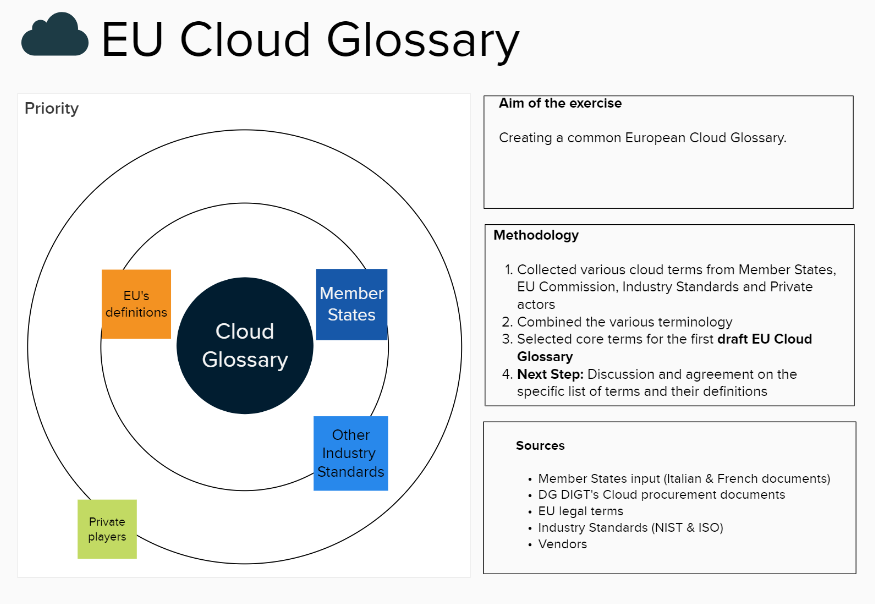 EU Cloud Glossary
Priority
EU's
definitions
Member
States
Cloud
Glossary
Other
Industry
Standards
Private
players
Aim of the exercise
Creating a common European Cloud Glossary.
Methodology
1. Collected various cloud terms from Member States,
EU Commission, Industry Standards and Private
actors
2. Combined the various terminology
3. Selected core terms for the first draft EU Cloud
Glossary
4. Next Step: Discussion and agreement on the
specific list of terms and their definitions
Sources
• Member States input (Italian & French documents)
• DG DIGT's Cloud procurement documents
• EU legal terms
• Industry Standards (NIST & ISO)
• Vendors